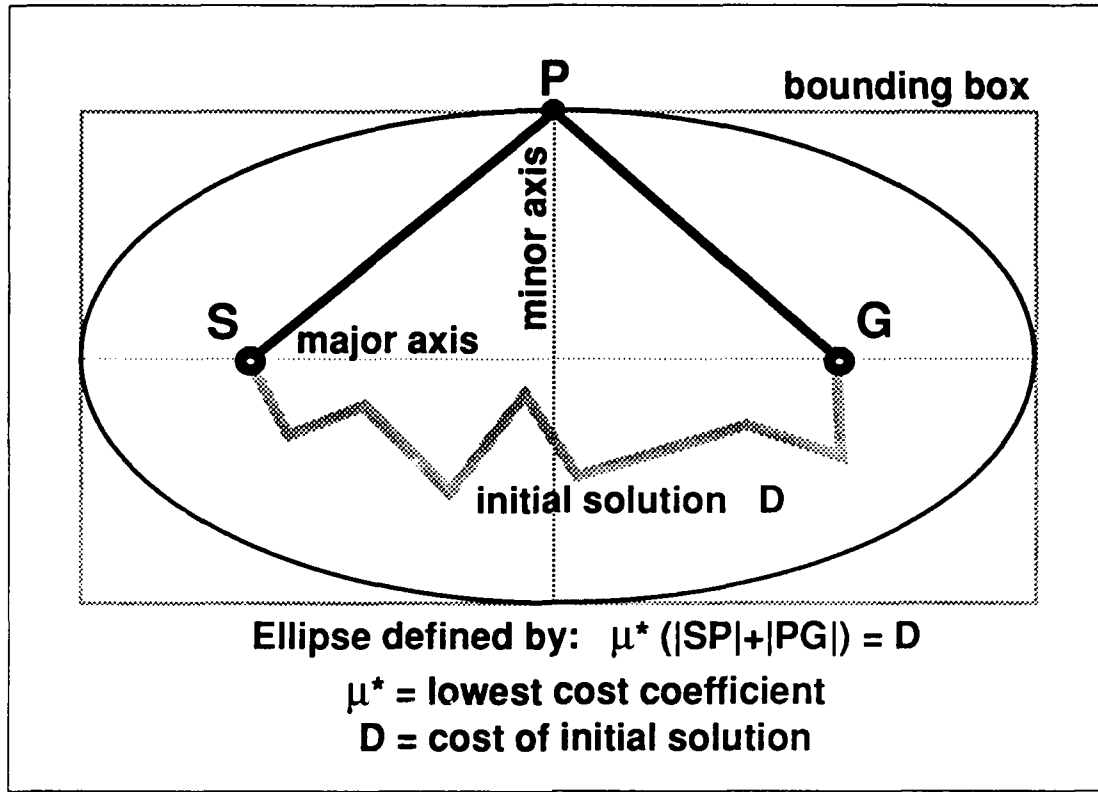 P
bounding box
minor axis
S
G
major axis
initial solution D
Ellipse defined by: μ* (|SP|+|PG|) = D
μ* = lowest cost coefficient
D = cost of initial solution